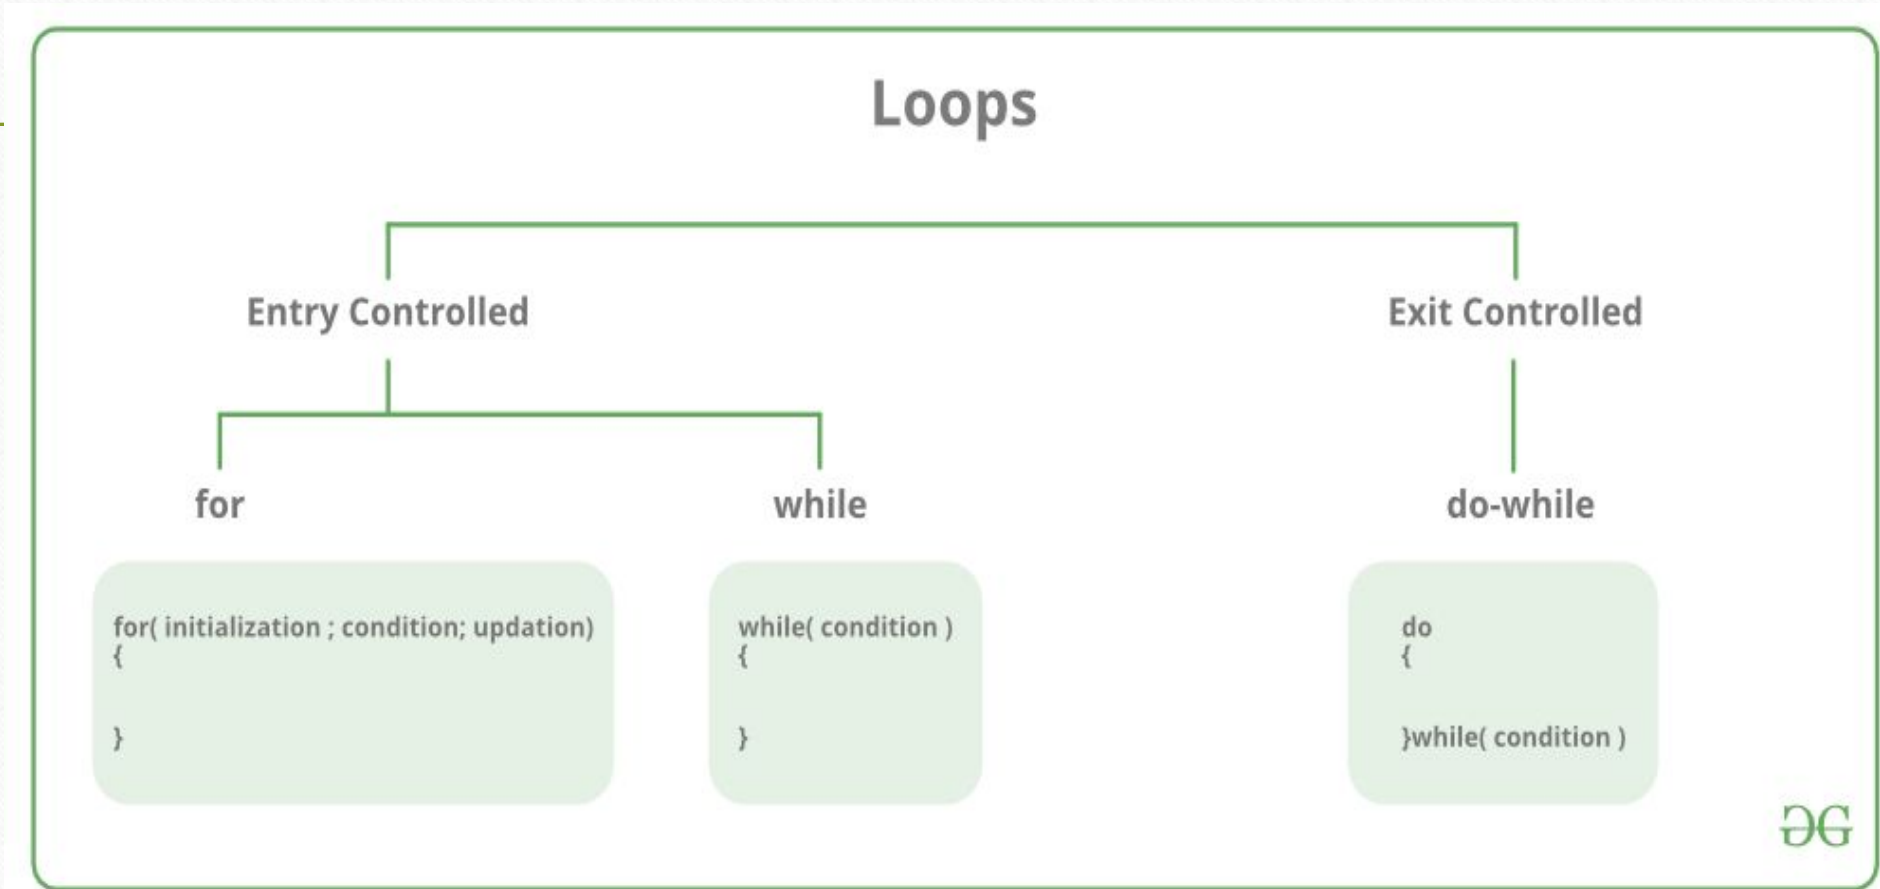 Loops
Entry Controlled
Exit Controlled
for
while
do-while
for( initialization ; condition; updation)
{
}
while( condition )
{
}
do
{
}while( condition )